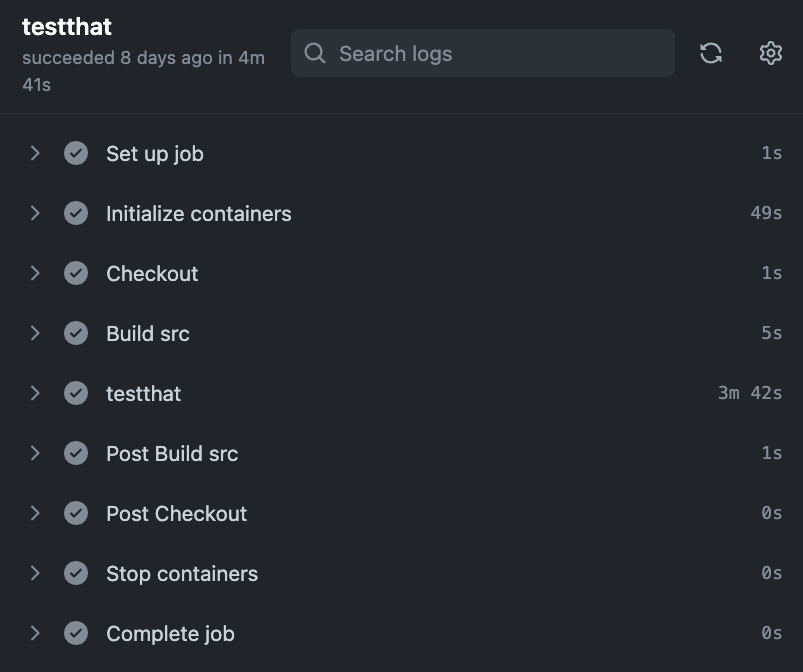 testthat
succeeded 8 days ago in 4m
41s
Search logs
Set up job 1s
Initialize containers 49s
Checkout 1s
Build src 5s
testthat 3m 42s
Post Build src 1s
Post Checkout 0s
Stop containers 0s
Complete job 0s